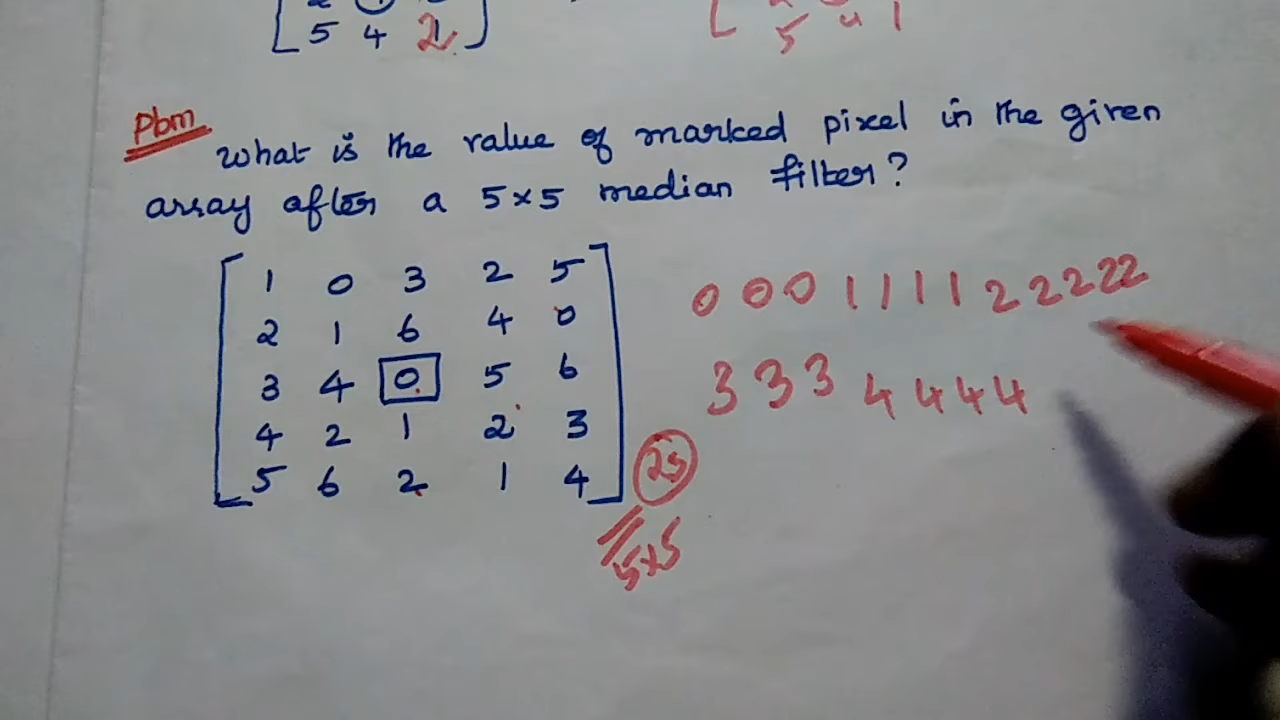 5 4 2
5 4 1
Pbm
What is the value of marked pixel in the given
array after a 5×5 median filter?
1 0 3 2 5
2 1 6 4 0
3 4 0 5 6
4 2 1 2 3
5 6 2 1 4
0 0 0 1 1 1 1 2 2 2 2 2
3 3 3 4 4 4 4
25
5×5